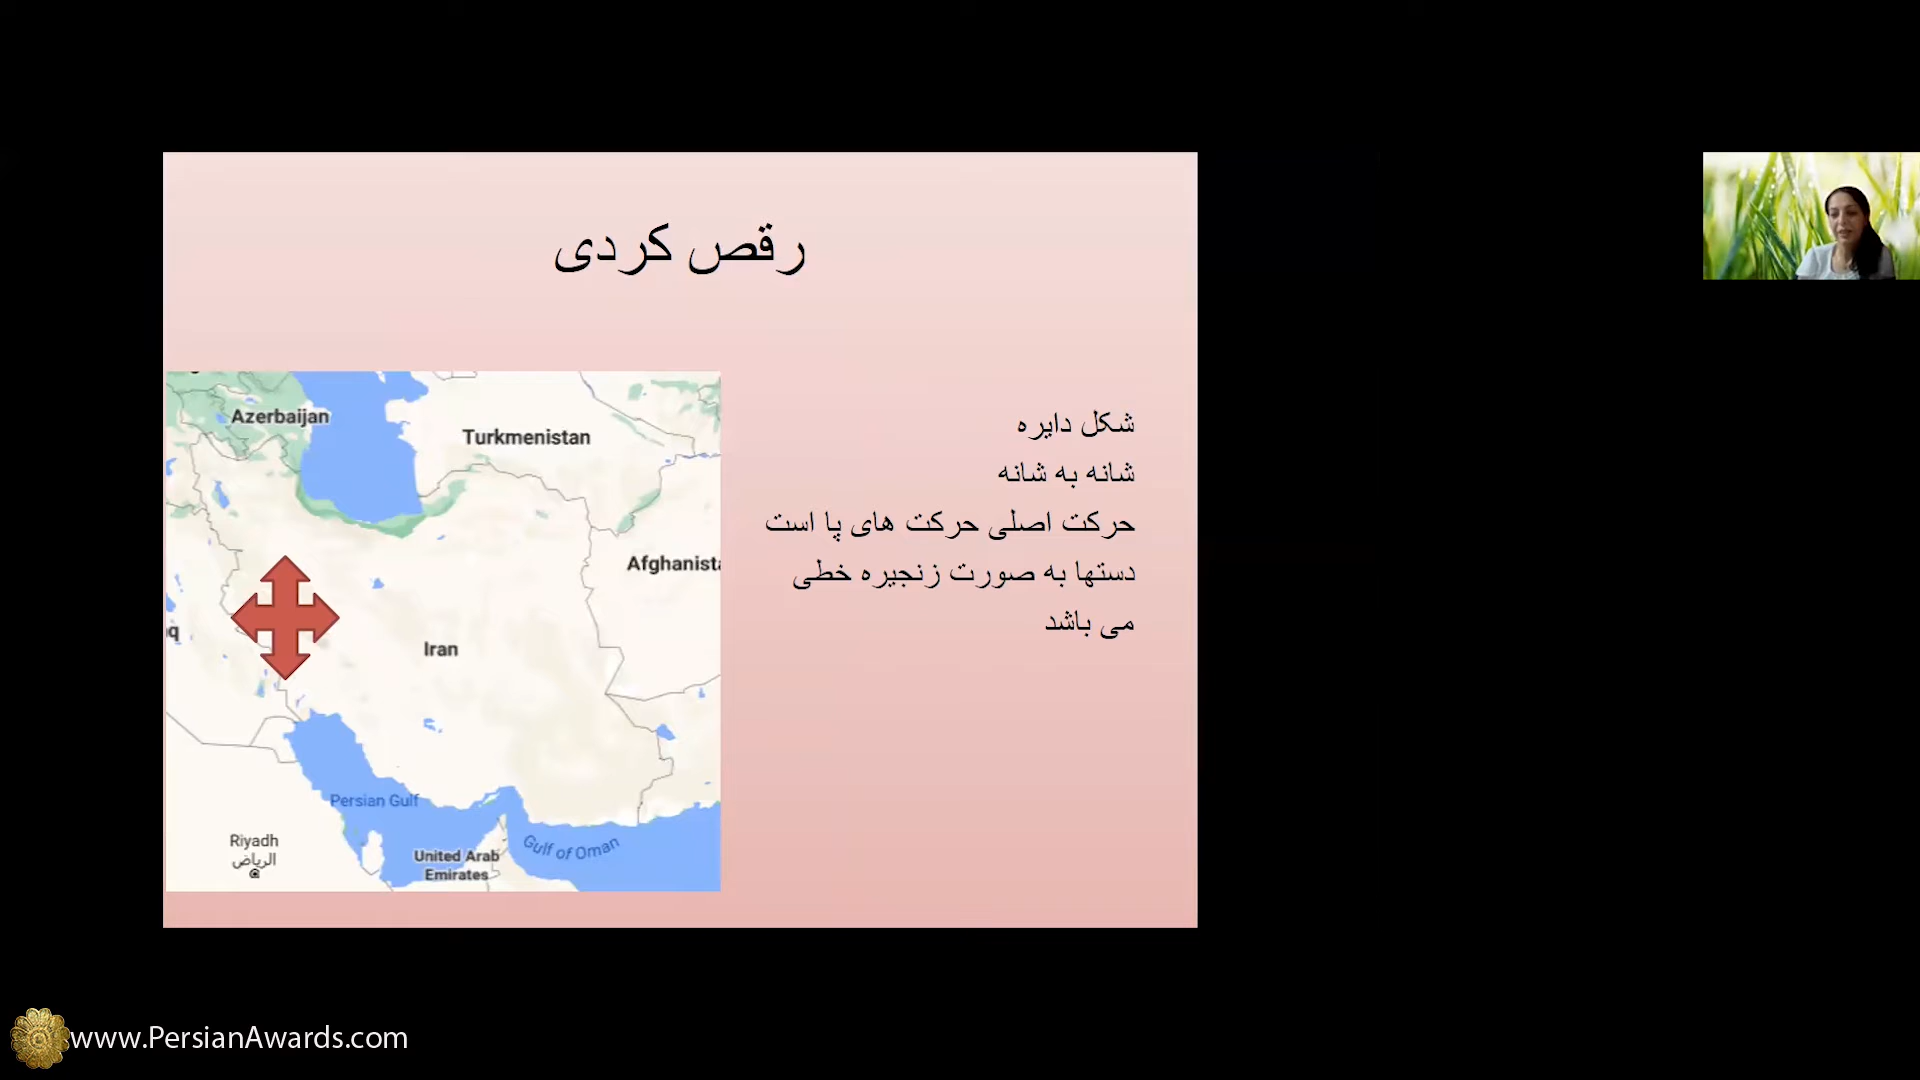 رقص کردی
شکل دایره
شانه به شانه
حرکت اصلی حرکت های پا است
دستها به صورت زنجیره خطی
می باشد
Azerbaijan
Turkmenistan
Afghanista
q
Iran
Persian Gulf
Gulf of Oman
Riyadh
الرياض
United Arab
Emirates
www.PersianAwards.com